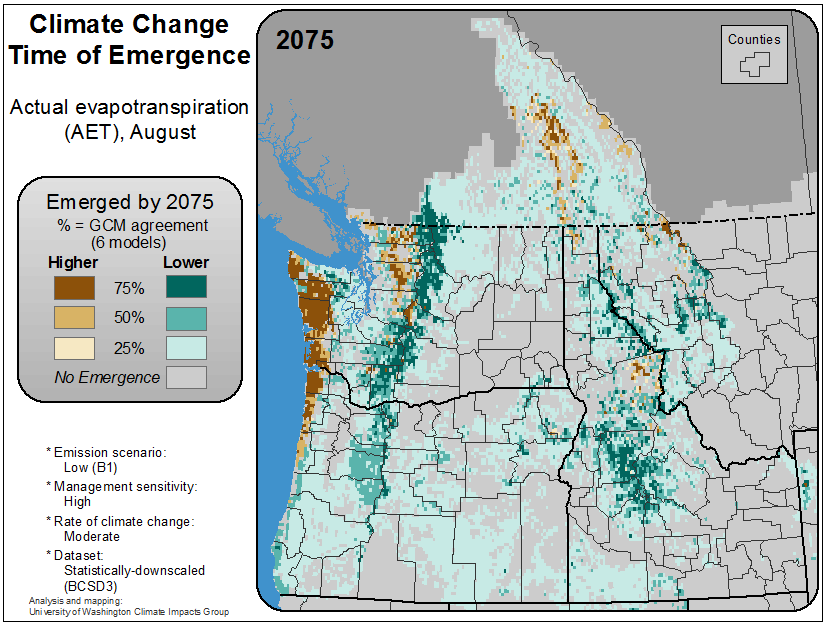 Climate Change
Time of Emergence
Actual evapotranspiration
(AET), August
Emerged by 2075
% = GCM agreement
(6 models)
Higher Lower
75%
50%
25%
No Emergence
* Emission scenario:
Low (B1)
* Management sensitivity:
High
* Rate of climate change:
Moderate
* Dataset:
Statistically-downscaled
(BCSD3)
Analysis and mapping:
University of Washington Climate Impacts Group
2075
Counties